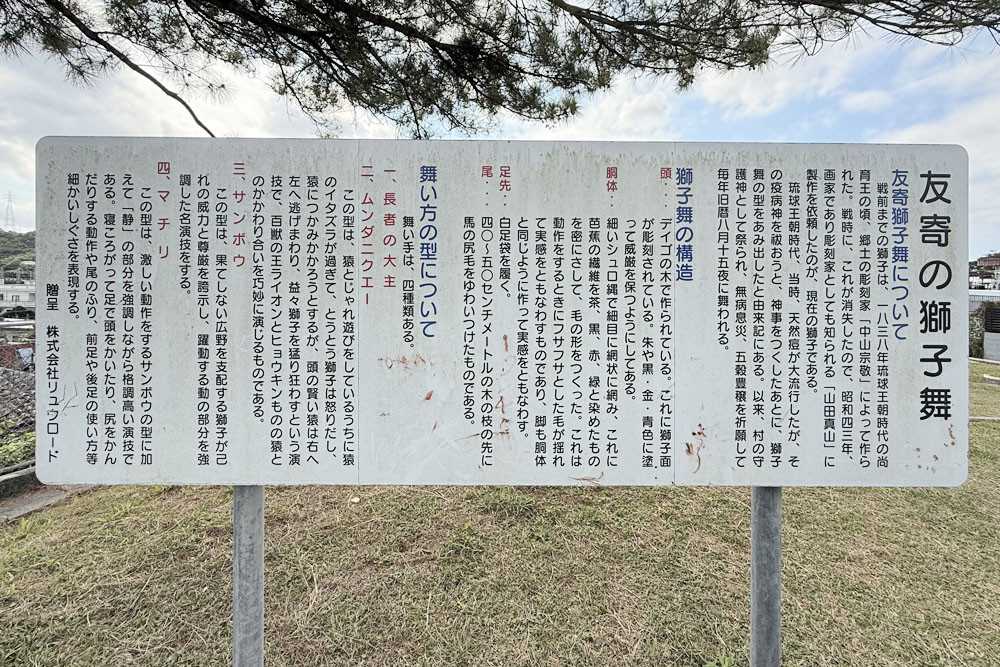 友寄の獅子舞
友寄獅子舞について
戦前までの獅子は、一八三八年琉球王朝時代の尚
育王の頃、郷土の彫刻家「中山宗敬」によって作ら
れた。戦時に、これが消失したので、昭和四三年、
画家であり彫刻家としても知られる「山田真山」に
製作を依頼したのが、現在の獅子である。
琉球王朝時代、当時、天然痘が大流行したが、そ
の疫病神を祓おうと、神事をつくしたあとに、獅子
舞の型をあみ出したと由来記にある。以来、村の守
護神として祭られ、無病息災、五穀豊穣を祈願して
毎年旧暦八月十五夜に舞われる。
獅子舞の構造
頭‥デイゴの木で作られている。これに獅子面
が彫刻されている。朱や黒・金・青色に塗
って威厳を保つようにしてある。
胴体‥細いシュロ縄で細目に網状に編み、これに
芭蕉の繊維を茶、黒、赤、緑と染めたもの
を密にさして、毛の形をつくった。これは
動作をするときにフサフサとした毛が揺れ
て実感をともなわすものであり、脚も胴体
と同じように作って実感をともなわす。
足先‥白足袋を履く。
尾‥四〇〜五〇センチメートルの木の枝の先に
馬の尻毛をゆわいつけたものである。
舞い方の型について
舞い手は、四種類ある。
一、長者の大主
二、ムンダニクエー
この型は、猿とじゃれ遊びをしているうちに猿
のイタズラが過ぎて、とうとう獅子は怒りだし、
猿につかみかかろうとするが、頭の賢い猿は右へ
左へ逃げまわり、益々獅子を猛り狂わすという演
技で、百獣の王ライオンとヒョウキンものの猿と
のかかわり合いを巧妙に演じるものである。
三、サンボウ
この型は、果てしない広野を支配する獅子が己
れの威力と尊厳を誇示し、躍動する動の部分を強
調した名演技をする。
四、マチリ
この型は、激しい動作をするサンボウの型に加
えて「静」の部分を強調しながら格調高い演技で
ある。寝ころがって足で頭をかいたり、尻をかん
だりする動作や尾のふり、前足や後足の使い方等
細かいしぐさを表現する。
贈呈 株式会社リュウロード